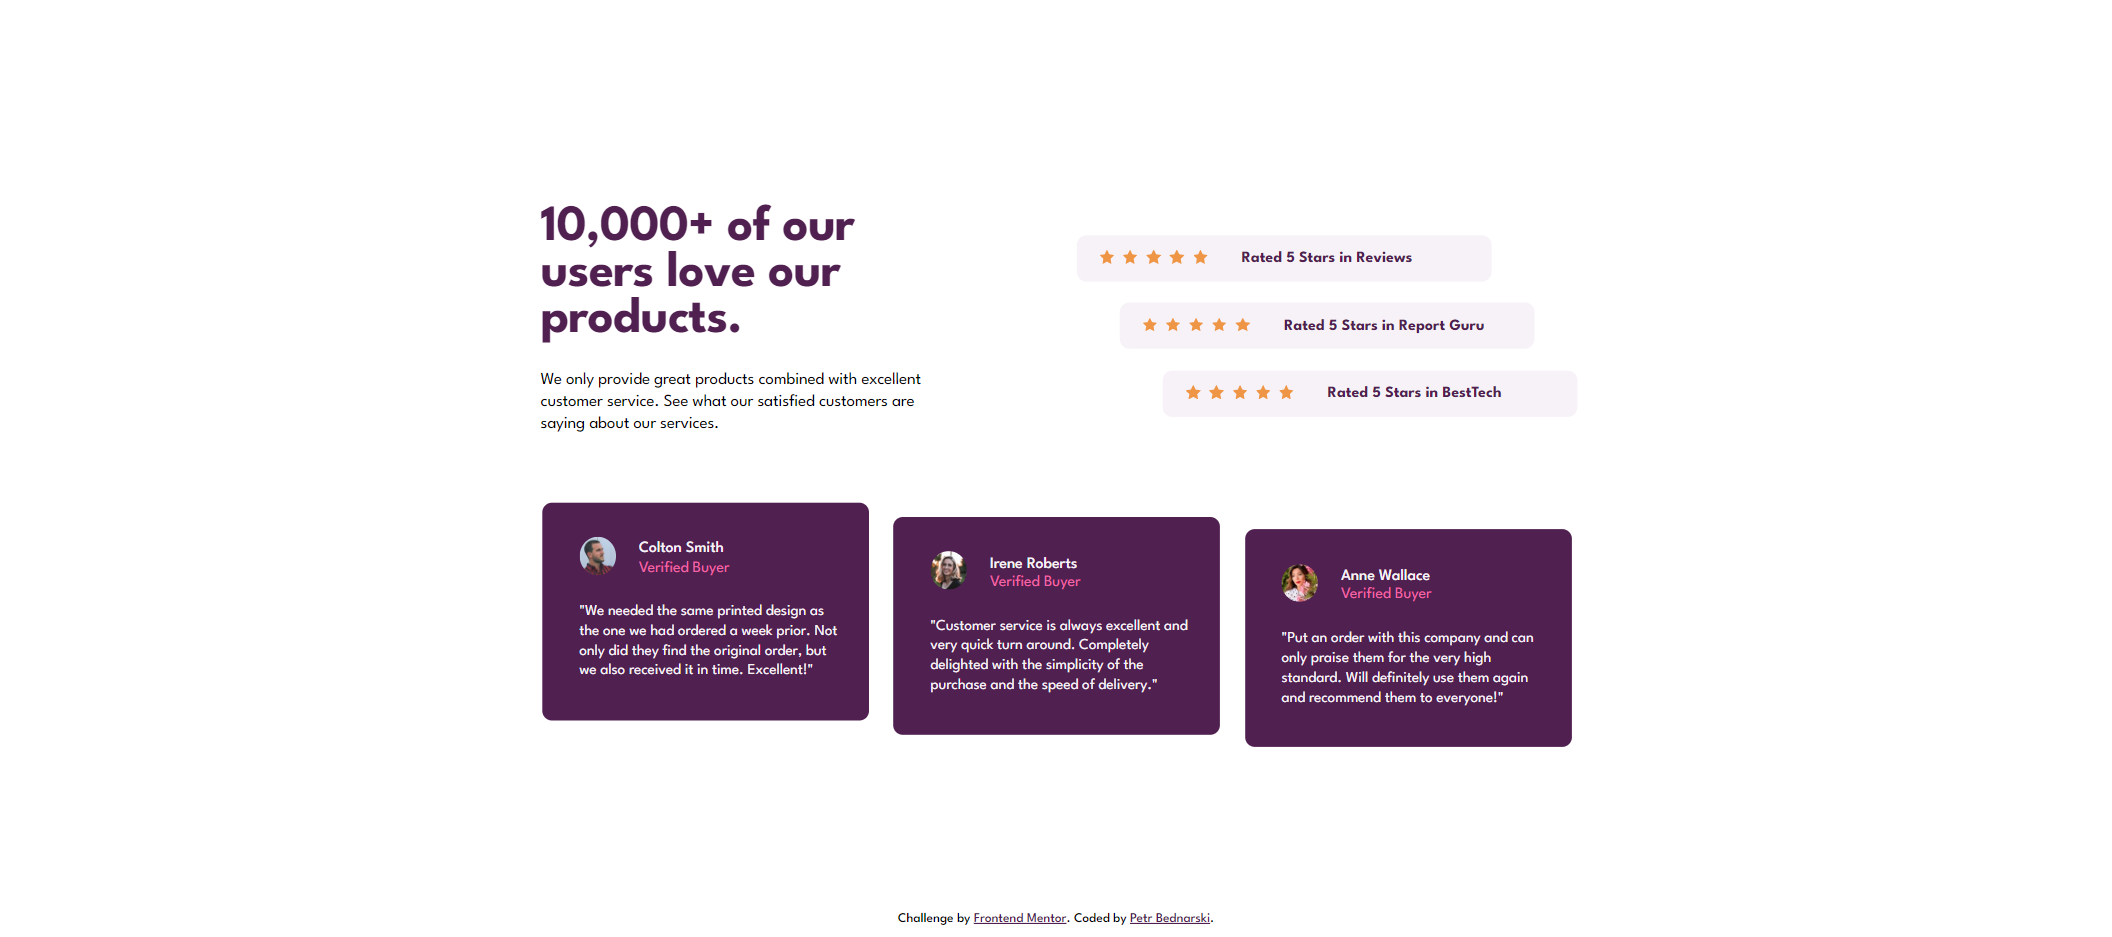 10,000+ of our
users love our
products.
We only provide great products combined with excellent
customer service. See what our satisfied customers are
saying about our services.
Rated 5 Stars in Reviews
Rated 5 Stars in Report Guru
Rated 5 Stars in BestTech
Colton Smith
Verified Buyer
"We needed the same printed design as
the one we had ordered a week prior. Not
only did they find the original order, but
we also received it in time. Excellent!"
Irene Roberts
Verified Buyer
"Customer service is always excellent and
very quick turn around. Completely
delighted with the simplicity of the
purchase and the speed of delivery."
Anne Wallace
Verified Buyer
"Put an order with this company and can
only praise them for the very high
standard. Will definitely use them again
and recommend them to everyone!"
Challenge by Frontend Mentor. Coded by Petr Bednarski.